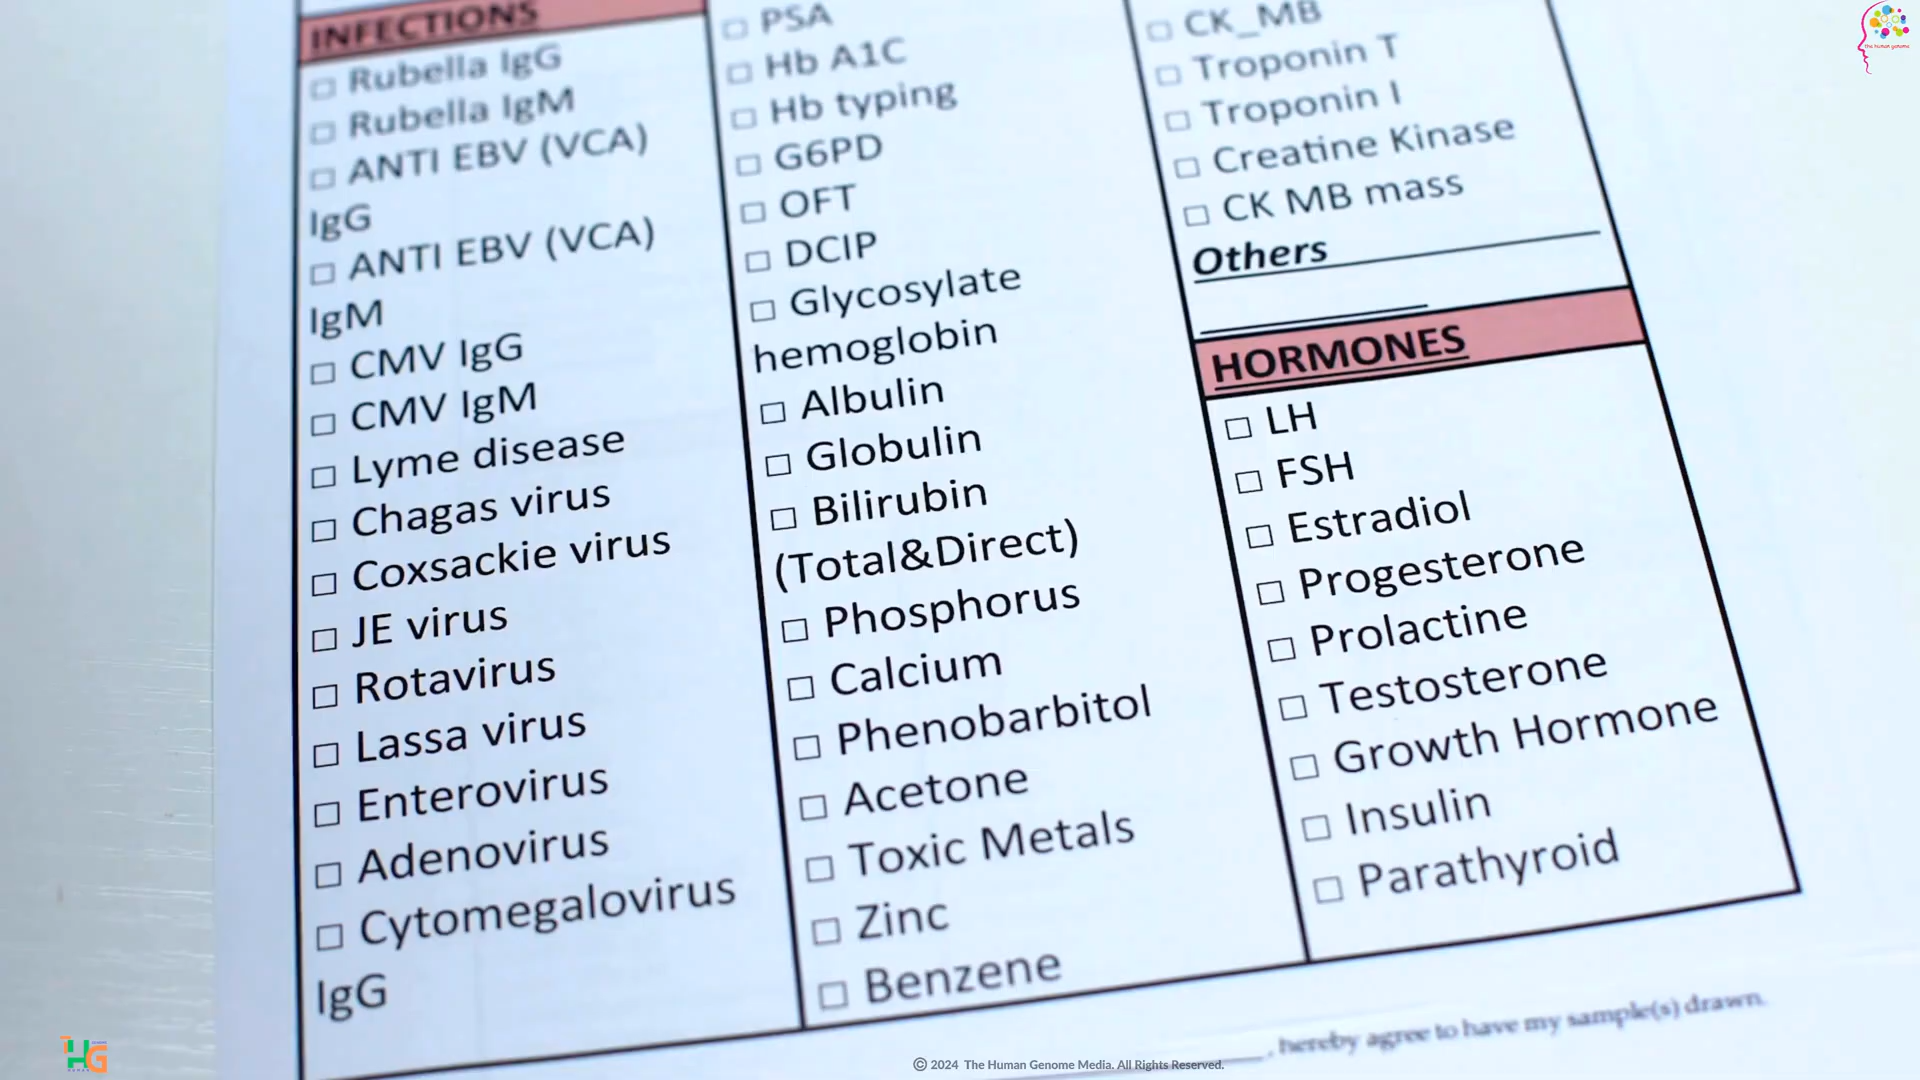 INFECTIONS
Rubella IgG
Rubella IgM
ANTI EBV (VCA)
IgG
ANTI EBV (VCA)
IgM
CMV IgG
CMV IgM
Lyme disease
Chagas virus
Coxsackie virus
JE virus
Rotavirus
Lassa virus
Enterovirus
Adenovirus
Cytomegalovirus
IgG
PSA
Hb A1C
Hb typing
G6PD
OFT
DCIP
Glycosylate
hemoglobin
Albulin
Globulin
Bilirubin
(Total&Direct)
Phosphorus
Calcium
Phenobarbitol
Acetone
Toxic Metals
Zinc
Benzene
CK_MB
Troponin T
Troponin I
Creatine Kinase
CK MB mass
Others
HORMONES
LH
FSH
Estradiol
Progesterone
Prolactine
Testosterone
Growth Hormone
Insulin
Parathyroid
, hereby agree to have my sample(s) drawn.
© 2024 The Human Genome Media. All Rights Reserved.
the human genome
THG